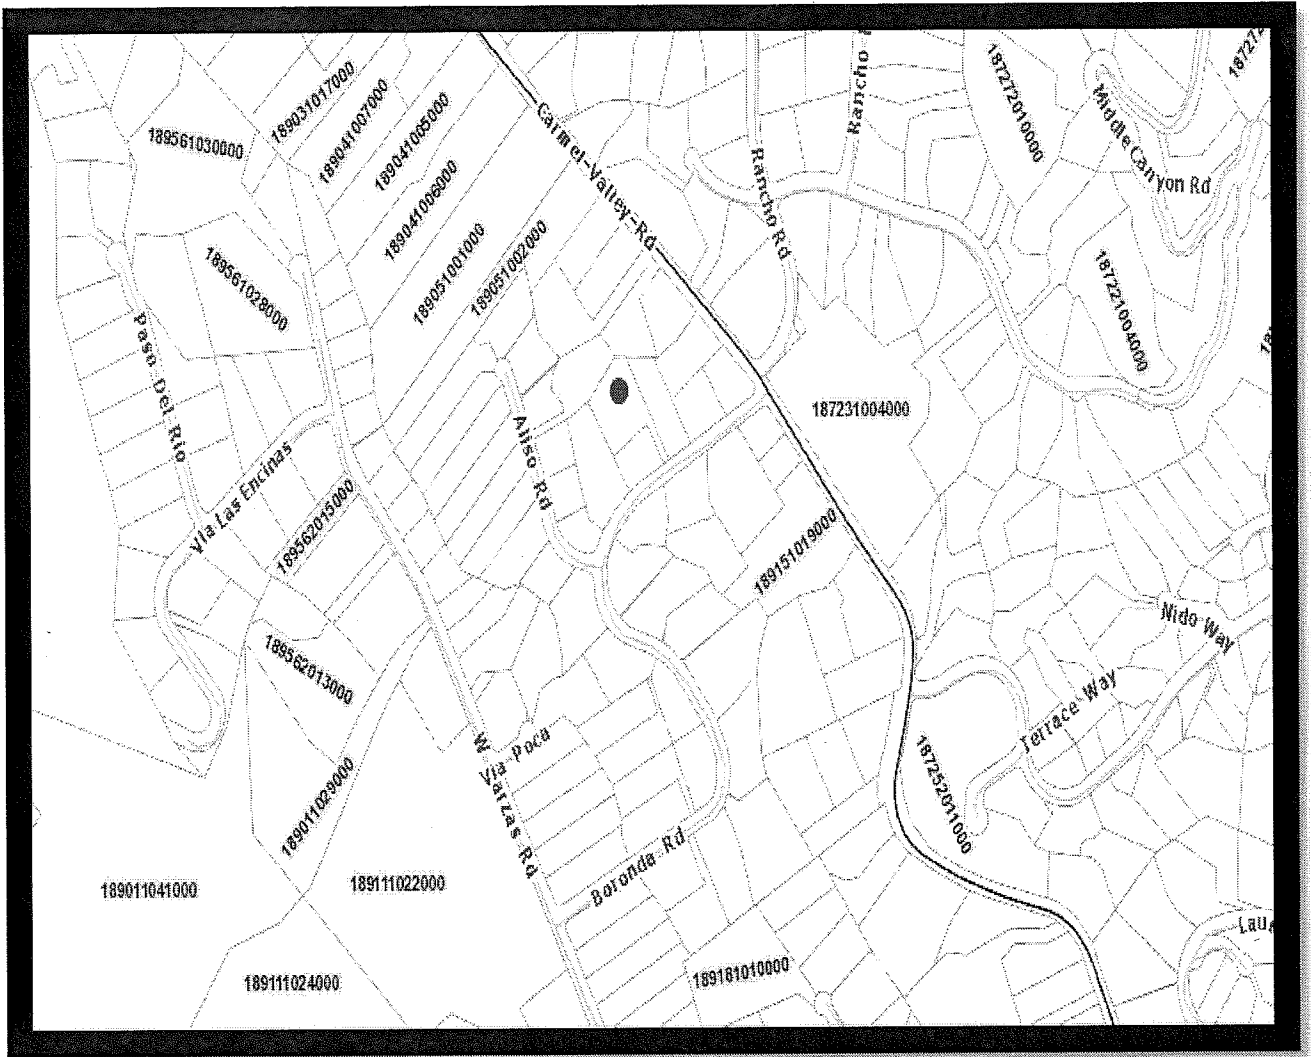 189031017000
189041007000
189041065000
189041006000
189051001000
189051002000
189561030000
189561028000
Carmel-Valley-Rd
Rancho Rd
Rancho
187272010000
Middle Canyon Rd
187272
187221004000
187231004000
Paso Del Rio
Via Las Encinas
189562015000
Aliso Rd
189151019000
189562013000
Nido Way
Terrace Way
W Garzas Rd
Via Poca
187252011000
189011029000
Boronda Rd
189011041000
189111022000
189111024000
189181010000